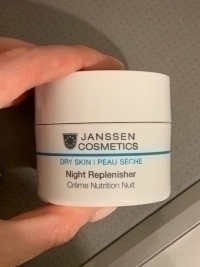 JANSSEN
COSMETICS
DRY SKIN | PEAU SÈCHE
Night Replenisher
Crème Nutrition Nuit